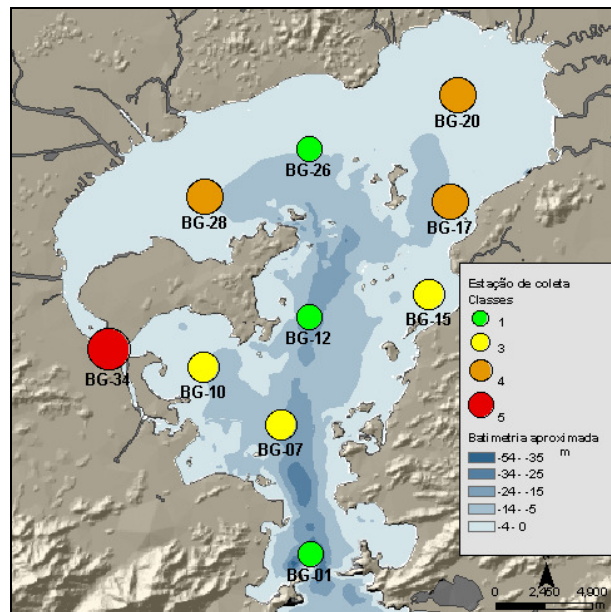 BG-20
BG-26
BG-28
BG-17
BG-15
BG-12
BG-34
BG-10
BG-07
BG-01
Estação de coleta
Classes
1
3
4
5
Batimetria aproximada
m
-54--35
-34--25
-24--15
-14--5
-4-0
0 2,450 4,900